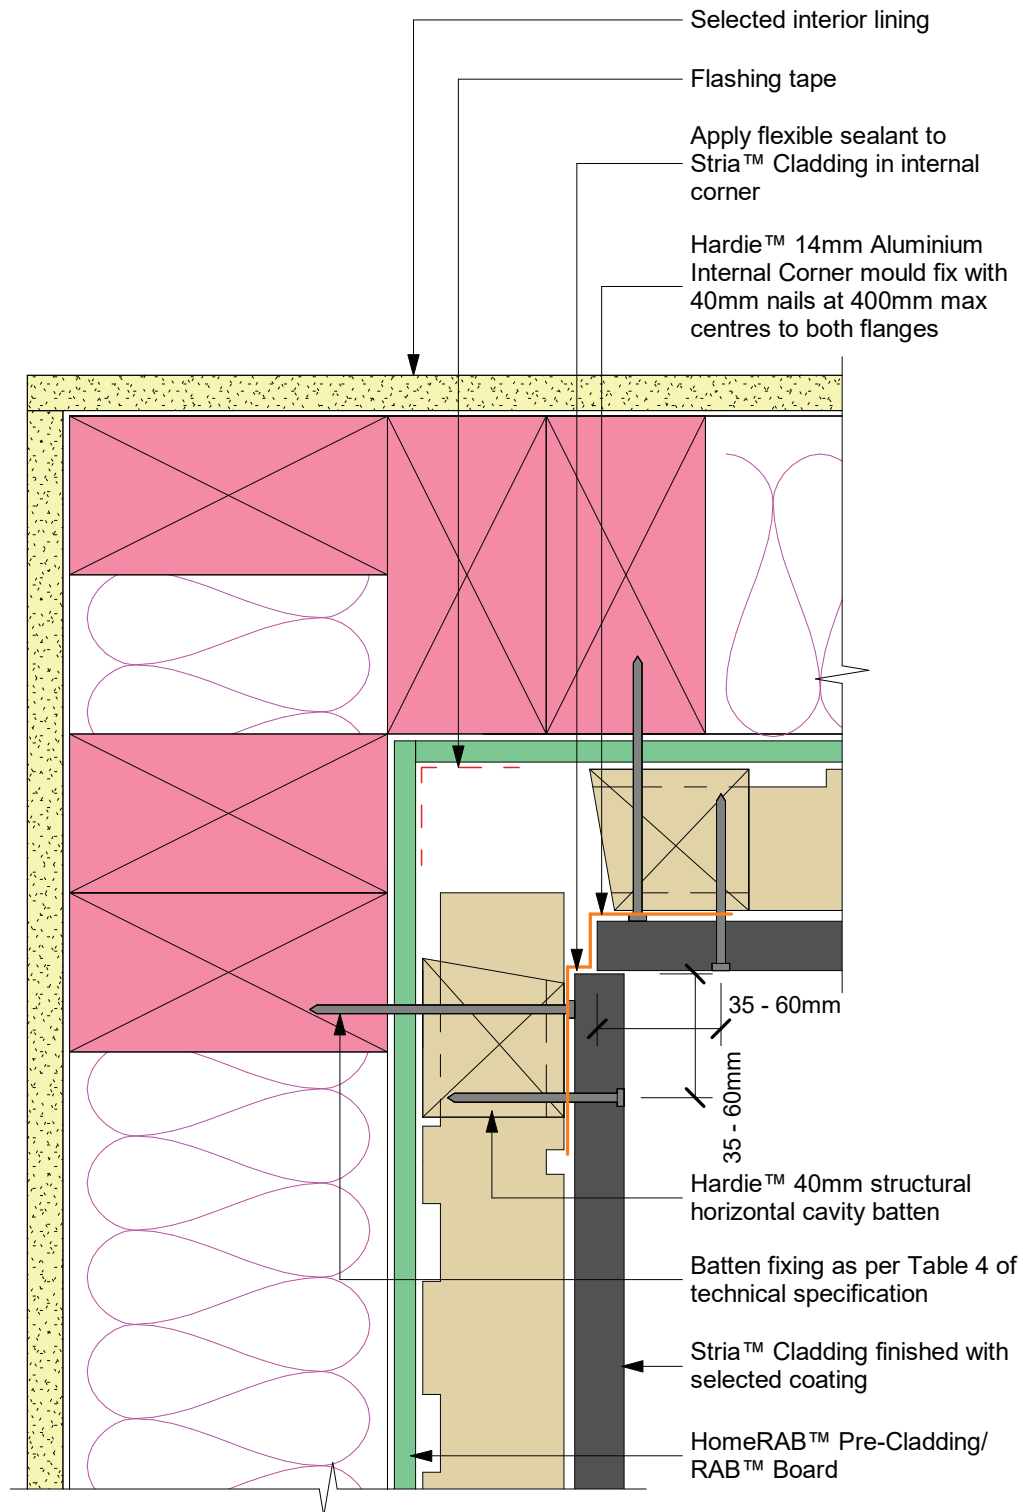 Selected interior lining
Flashing tape
Apply flexible sealant to
Stria™ Cladding in internal
corner
Hardie™ 14mm Aluminium
Internal Corner mould fix with
40mm nails at 400mm max
centres to both flanges
35 - 60mm
35 - 60mm
Hardie™ 40mm structural
horizontal cavity batten
Batten fixing as per Table 4 of
technical specification
Stria™ Cladding finished with
selected coating
HomeRAB™ Pre-Cladding/
RAB™ Board